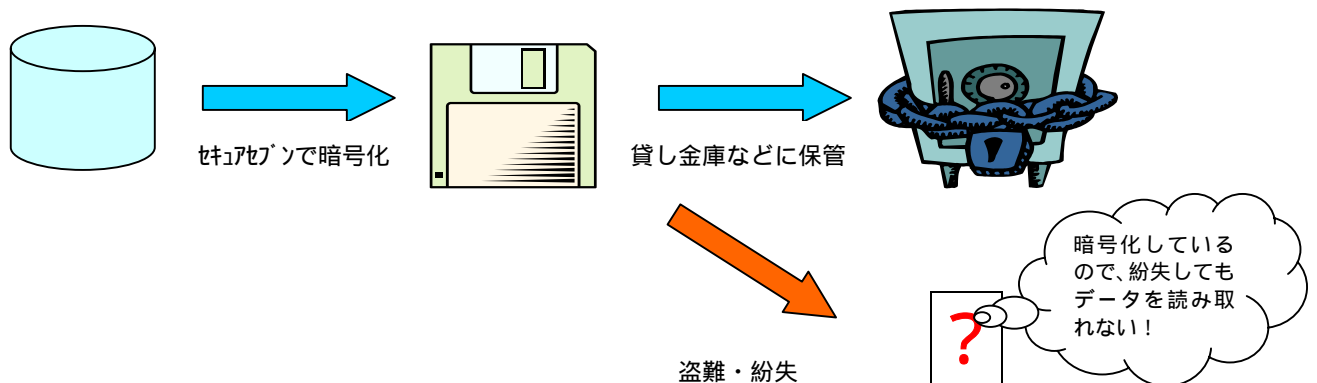 ｾｷｭｱｾﾌﾞﾝで暗号化
貸し金庫などに保管
暗号化している
ので、紛失しても
データを読み取
れない！
？
盗難・紛失